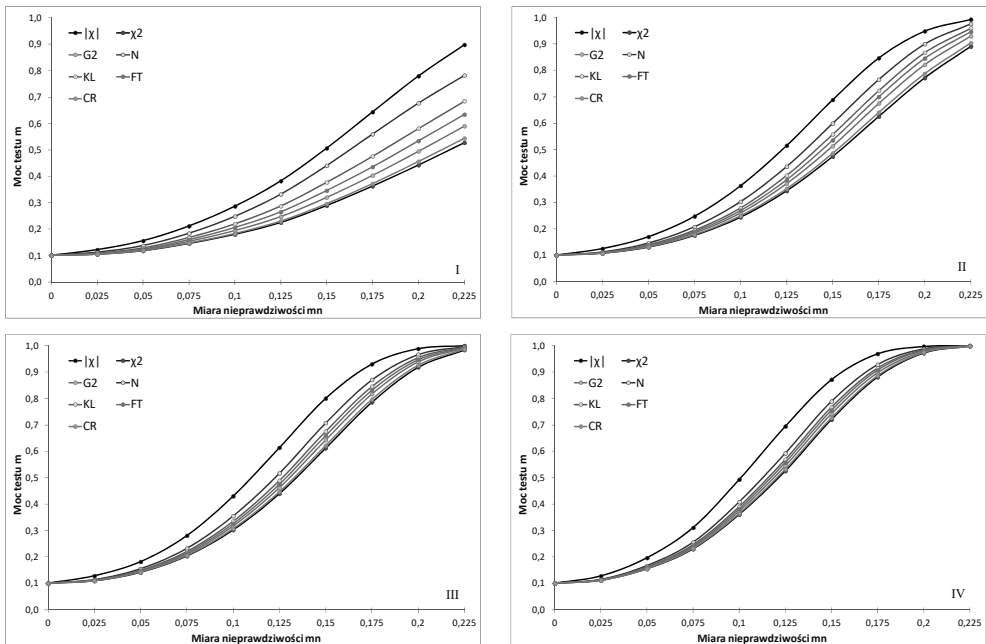 1,0
0,9
0,8
0,7
0,6
0,5
0,4
0,3
0,2
0,1
0,0
Moc testu m
|χ| χ2
G2 N
KL FT
CR
I
0 0,025 0,05 0,075 0,1 0,125 0,15 0,175 0,2 0,225
Miara nieprawdziwości mn
1,0
0,9
0,8
0,7
0,6
0,5
0,4
0,3
0,2
0,1
0,0
Moc testu m
|χ| χ2
G2 N
KL FT
CR
II
0 0,025 0,05 0,075 0,1 0,125 0,15 0,175 0,2 0,225
Miara nieprawdziwości mn
1,0
0,9
0,8
0,7
0,6
0,5
0,4
0,3
0,2
0,1
0,0
Moc testu m
|χ| χ2
G2 N
KL FT
CR
III
0 0,025 0,05 0,075 0,1 0,125 0,15 0,175 0,2 0,225
Miara nieprawdziwości mn
1,0
0,9
0,8
0,7
0,6
0,5
0,4
0,3
0,2
0,1
0,0
Moc testu m
|χ| χ2
G2 N
KL FT
CR
IV
0 0,025 0,05 0,075 0,1 0,125 0,15 0,175 0,2 0,225
Miara nieprawdziwości mn